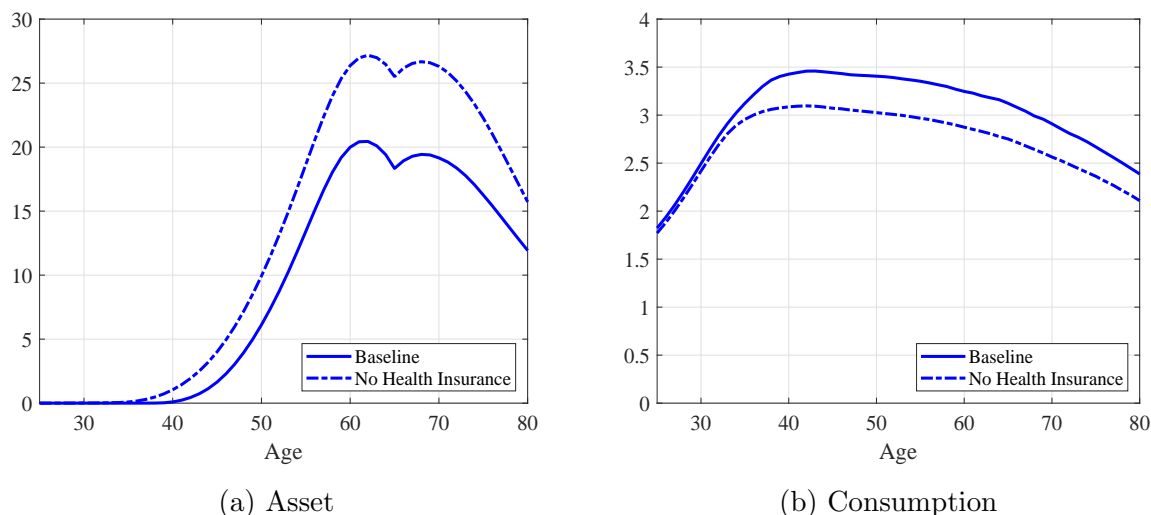 30
25
20
15
10
5
0
30 40 50 60 70 80
Age
Baseline
No Health Insurance
(a) Asset
4
3.5
3
2.5
2
1.5
1
0.5
0
30 40 50 60 70 80
Age
Baseline
No Health Insurance
(b) Consumption